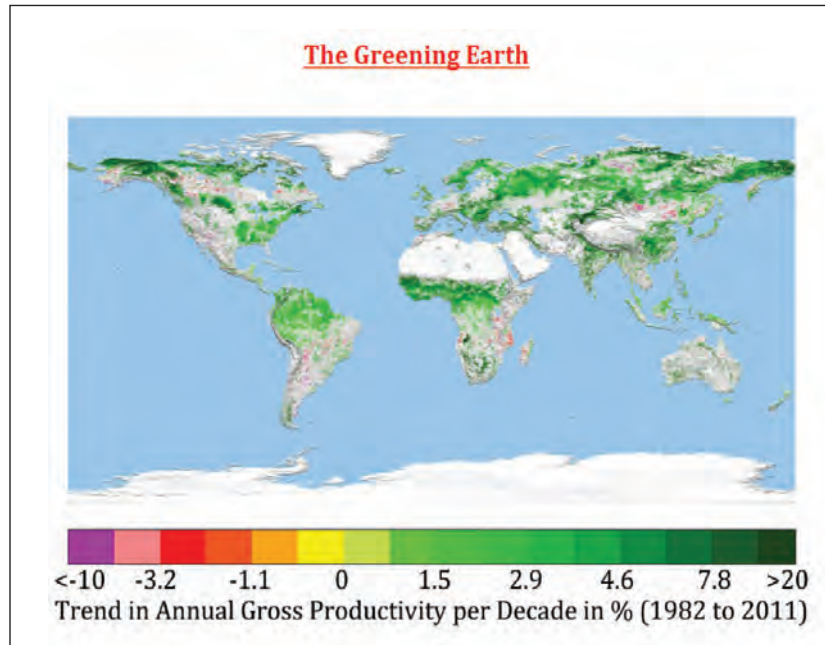 The Greening Earth
<-10 -3.2 -1.1 0 1.5 2.9 4.6 7.8 >20
Trend in Annual Gross Productivity per Decade in % (1982 to 2011)